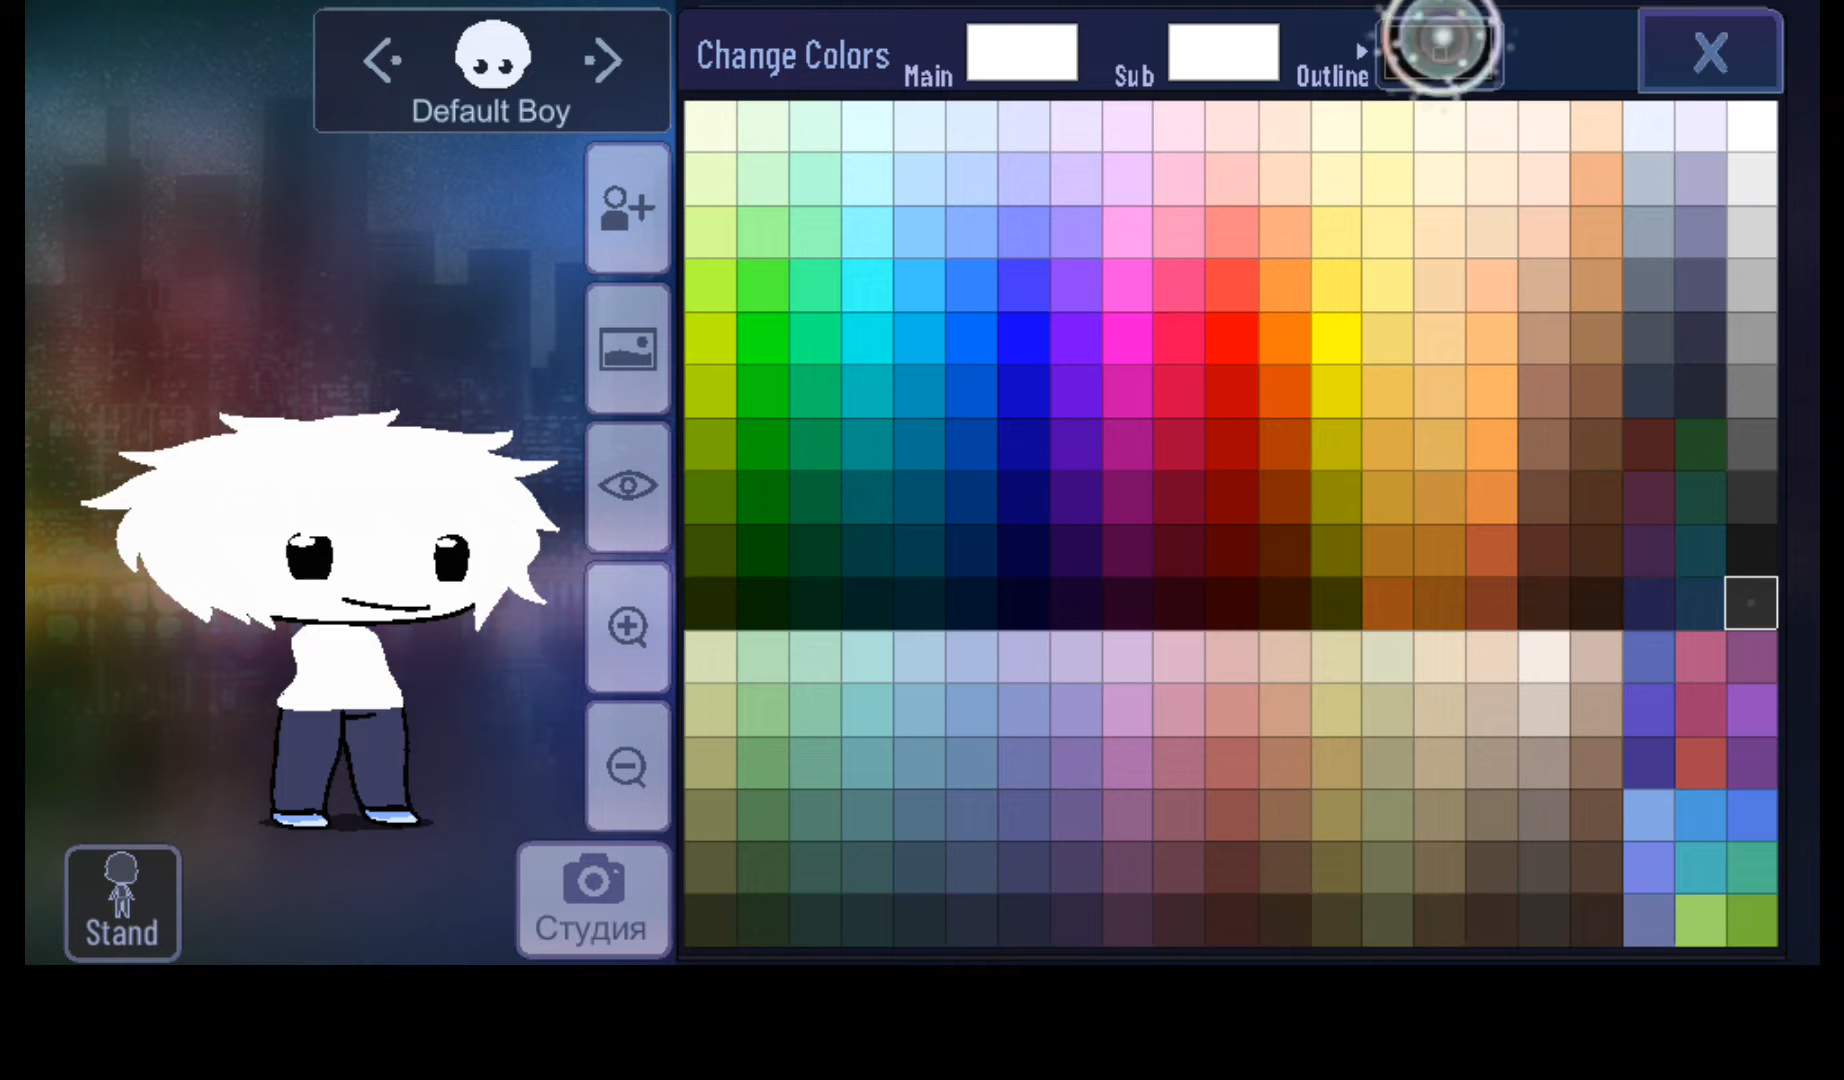 Default Boy
Change Colors
Main
Sub
Outline
X
Stand
Студия